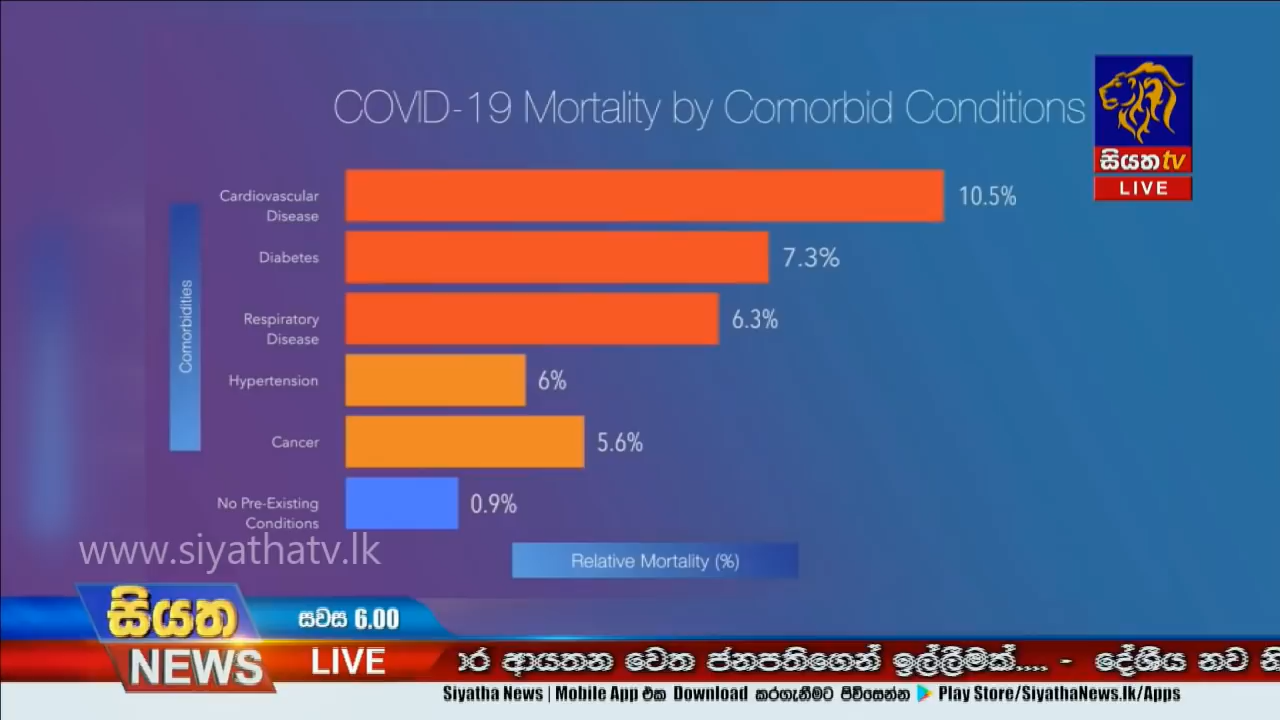 COVID-19 Mortality by Comorbid Conditions
සියත tv
LIVE
Comorbidities
Cardiovascular
Disease
10.5%
Diabetes
7.3%
Respiratory
Disease
6.3%
Hypertension
6%
Cancer
5.6%
No Pre-Existing
Conditions
0.9%
Relative Mortality (%)
www.siyathatv.lk
සියත
NEWS
සවස 6.00
LIVE
ආයතන වෙත ජනපතිගෙන් ඉල්ලීමක්.... - දේශීය නව
Siyatha News | Mobile App එක Download කරගැනීමට පිවිසෙන්න Play Store/SiyathaNews.lk/Apps